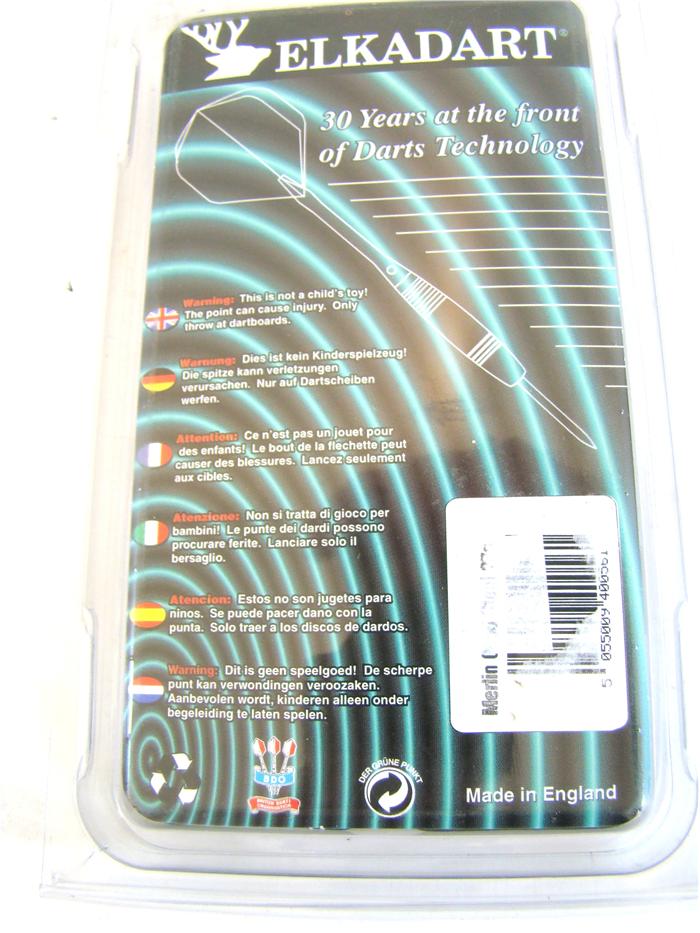 ELKADART®
30 Years at the front
of Darts Technology
Warning: This is not a child's toy!
The point can cause injury. Only
throw at dartboards.
Warnung: Dies ist kein Kinderspielzeug!
Die spitze kann verletzungen
verursachen. Nur auf Dartscheiben
werfen.
Attention: Ce n'est pas un jouet pour
des enfants! Le bout de la flechette peut
causer des blessures. Lancez seulement
aux cibles.
Atenzione: Non si tratta di gioco per
bambini! Le punte dei dardi possono
procurare ferite. Lanciare solo il
bersaglio.
Atencion: Estos no son jugetes para
ninos. Se puede pacer dano con la
punta. Solo traer a los discos de dardos.
Warning: Dit is geen speelgoed! De scherpe
punt kan verwondingen veroozaken.
Aanbevolen wordt, kinderen alleen onder
begeleiding te laten spelen.
Merlin
5 055009 400561
BDO
BRITISH DARTS
ORGANISATION
DER GRÜNE PUNKT
Made in England